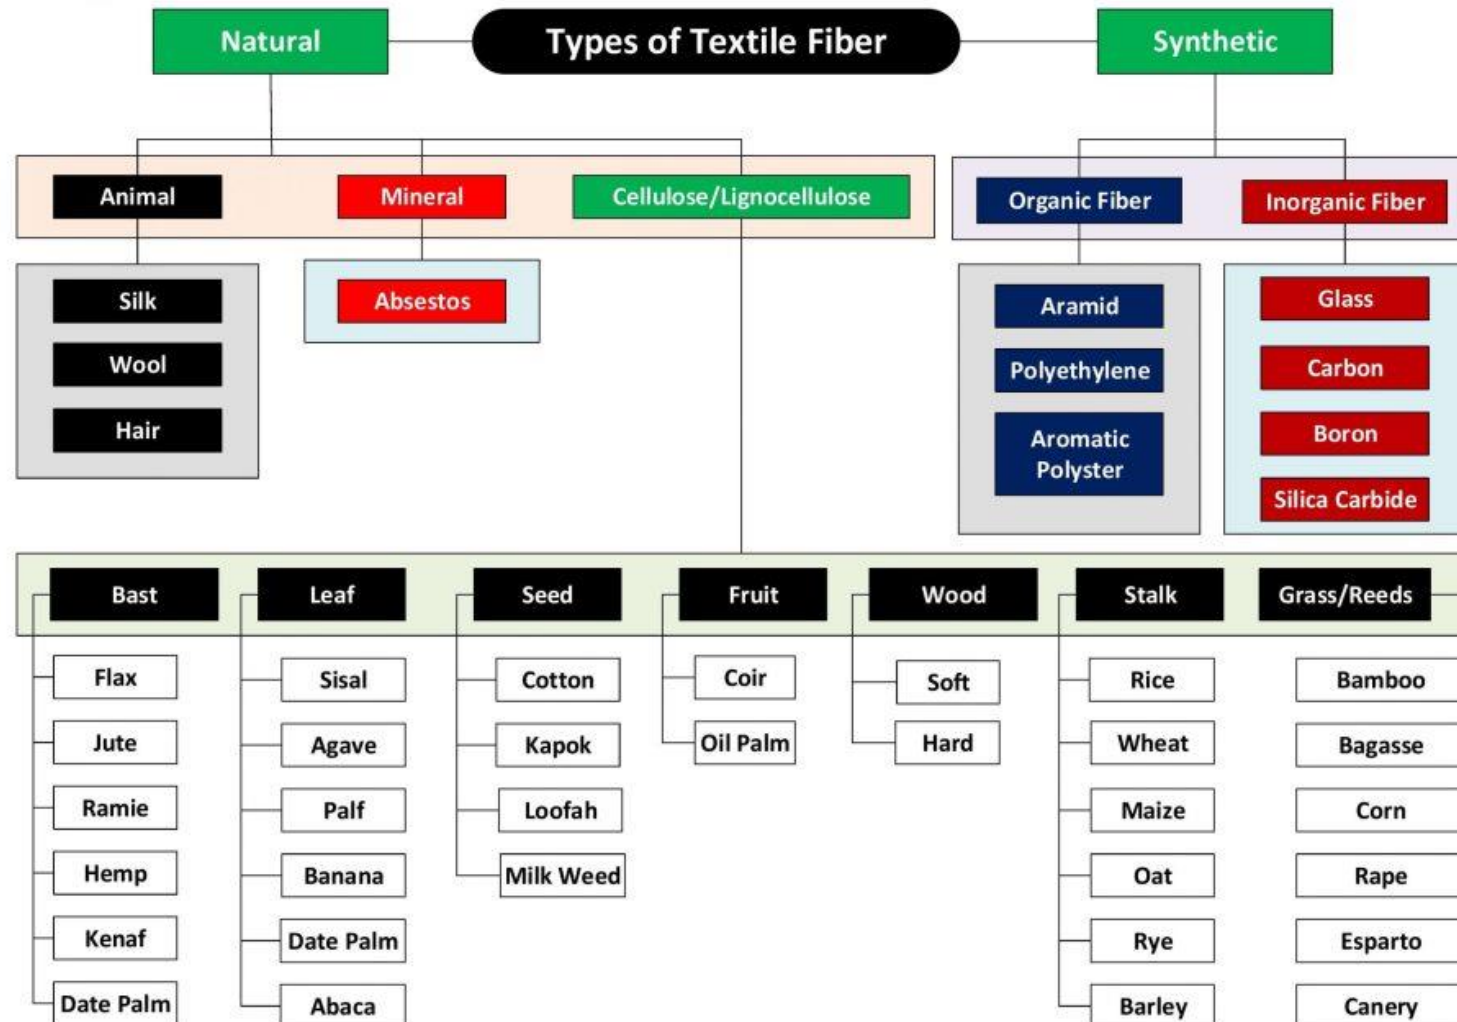 Natural
Types of Textile Fiber
Synthetic
Animal
Mineral
Cellulose/Lignocellulose
Organic Fiber
Inorganic Fiber
Silk
Wool
Hair
Absestos
Aramid
Polyethylene
Aromatic
Polyster
Glass
Carbon
Boron
Silica Carbide
Bast
Leaf
Seed
Fruit
Wood
Stalk
Grass/Reeds
Flax
Jute
Ramie
Hemp
Kenaf
Date Palm
Sisal
Agave
Palf
Banana
Date Palm
Abaca
Cotton
Kapok
Loofah
Milk Weed
Coir
Oil Palm
Soft
Hard
Rice
Wheat
Maize
Oat
Rye
Barley
Bamboo
Bagasse
Corn
Rape
Esparto
Canery